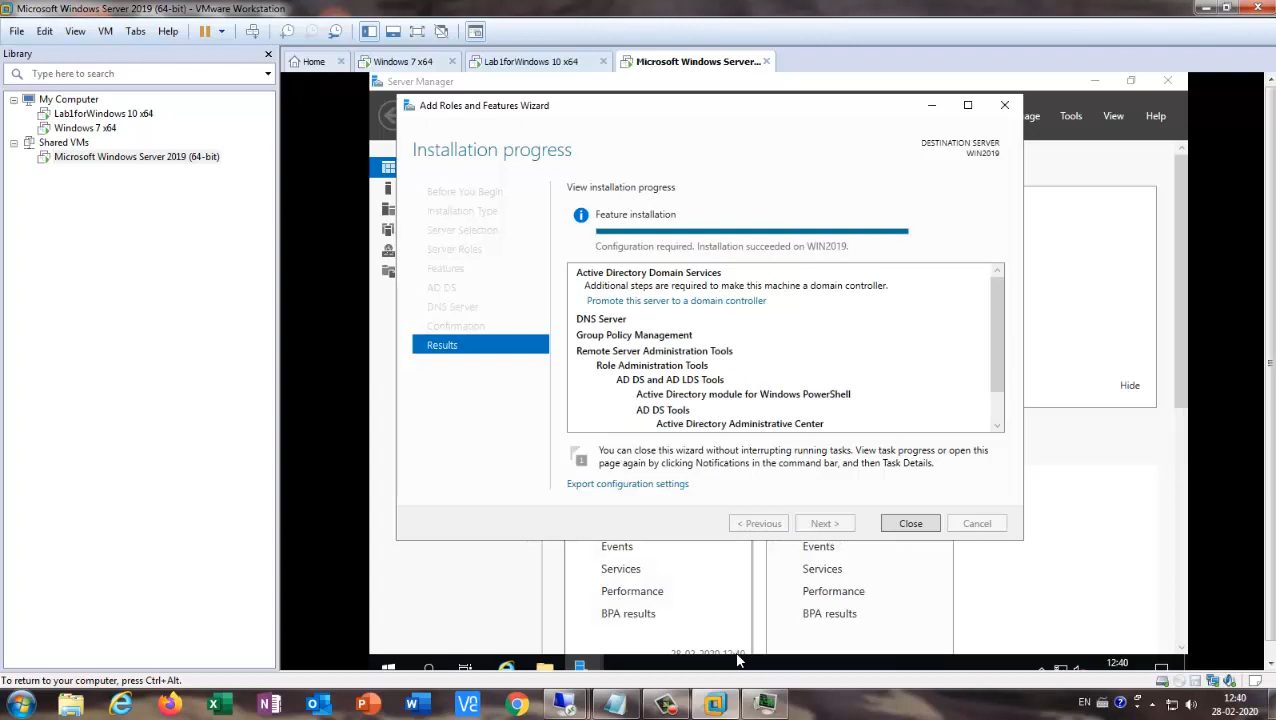 Microsoft Windows Server 2019 (64-bit) - VMware Workstation
File Edit View VM Tabs Help
Library
Type here to search
My Computer
Lab1forWindows 10 x64
Windows 7 x64
Shared VMs
Microsoft Windows Server 2019 (64-bit)
Home
Windows 7 x64
Lab1forWindows 10 x64
Microsoft Windows Server...
Server Manager
Tools View Help
Add Roles and Features Wizard
Installation progress
DESTINATION SERVER
WIN2019
Before You Begin
Installation Type
Server Selection
Server Roles
Features
AD DS
DNS Server
Confirmation
Results
View installation progress
Feature installation
Configuration required. Installation succeeded on WIN2019.
Active Directory Domain Services
Additional steps are required to make this machine a domain controller.
Promote this server to a domain controller
DNS Server
Group Policy Management
Remote Server Administration Tools
Role Administration Tools
AD DS and AD LDS Tools
Active Directory module for Windows PowerShell
AD DS Tools
Active Directory Administrative Center
1
You can close this wizard without interrupting running tasks. View task progress or open this
page again by clicking Notifications in the command bar, and then Task Details.
Export configuration settings
< Previous Next > Close Cancel
Hide
Events
Services
Performance
BPA results
28-02-2020 12:40
Events
Services
Performance
BPA results
12:40
To return to your computer, press Ctrl+Alt.
EN
12:40
28-02-2020